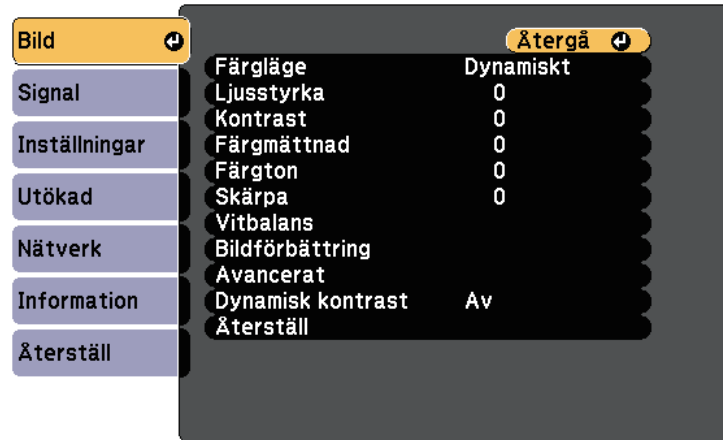 Bild
Signal
Inställningar
Utökad
Nätverk
Information
Återställ
Återgå
Färgläge Dynamiskt
Ljusstyrka 0
Kontrast 0
Färgmättnad 0
Färgton 0
Skärpa 0
Vitbalans
Bildförbättring
Avancerat
Dynamisk kontrast Av
Återställ